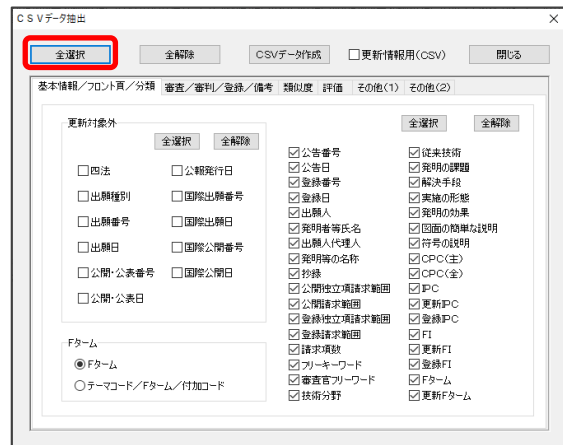 CSVデータ抽出
全選択 全解除 CSVデータ作成 更新情報用(CSV) 閉じる
基本情報/フロント頁/分類 審査/審判/登録/備考 類似度 評価 その他(1) その他(2)
更新対象外
全選択 全解除
四法 公報発行日
出願種別 国際出願番号
出願番号 国際出願日
出願日 国際公開番号
公開・公表番号 国際公開日
公開・公表日
Fターム
Fターム
テーマコード/Fターム/付加コード
全選択 全解除
公告番号 従来技術
公告日 発明の課題
登録番号 解決手段
登録日 実施の形態
出願人 発明の効果
発明者等氏名 図面の簡単な説明
出願人代理人 符号の説明
発明等の名称 CPC(主)
抄録 CPC(全)
公開独立項請求範囲 IPC
公開請求範囲 更新IPC
登録独立項請求範囲 登録IPC
登録請求範囲 FI
請求項数 更新FI
フリーキーワード 登録FI
審査官フリーワード Fターム
技術分野 更新Fターム